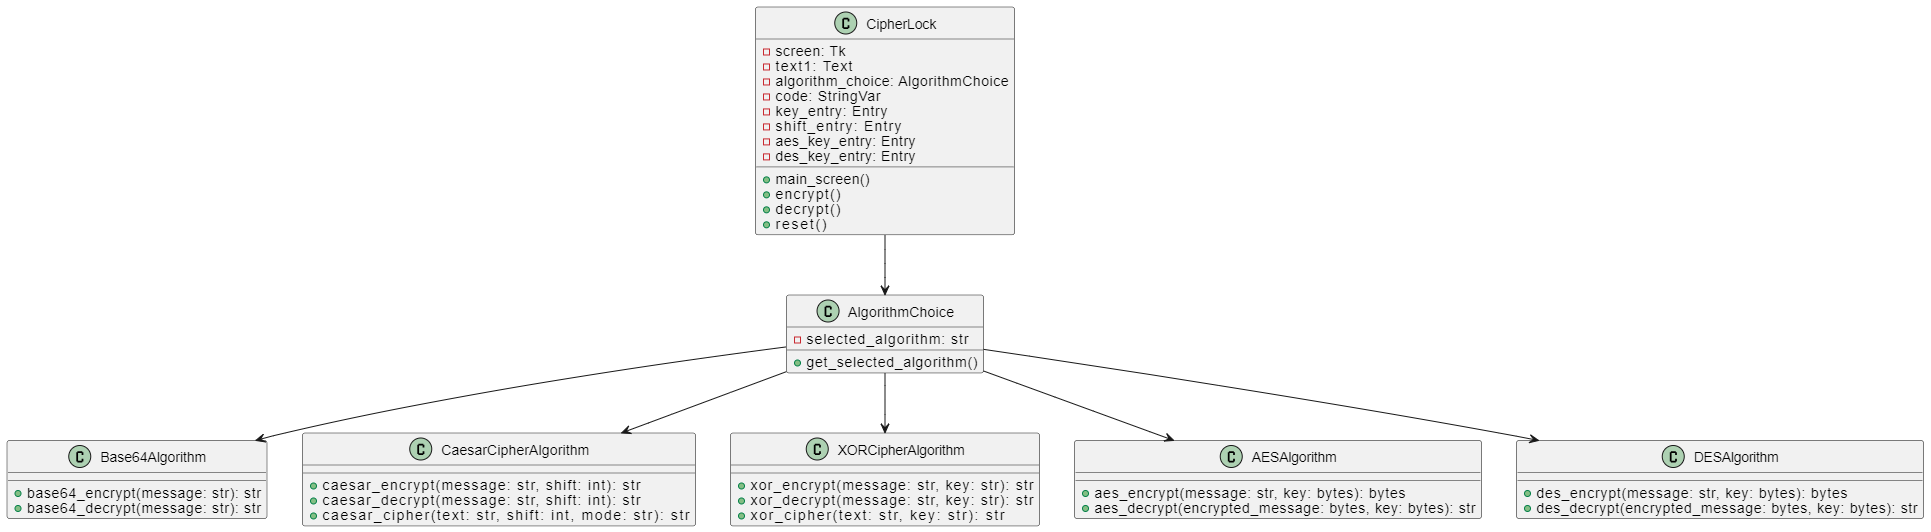 C CipherLock
screen: Tk
text1: Text
algorithm_choice: AlgorithmChoice
code: StringVar
key_entry: Entry
shift_entry: Entry
aes_key_entry: Entry
des_key_entry: Entry
main_screen()
encrypt()
decrypt()
reset()
C AlgorithmChoice
selected_algorithm: str
get_selected_algorithm()
C Base64Algorithm
base64_encrypt(message: str): str
base64_decrypt(message: str): str
C CaesarCipherAlgorithm
caesar_encrypt(message: str, shift: int): str
caesar_decrypt(message: str, shift: int): str
caesar_cipher(text: str, shift: int, mode: str): str
C XORCipherAlgorithm
xor_encrypt(message: str, key: str): str
xor_decrypt(message: str, key: str): str
xor_cipher(text: str, key: str): str
C AESAlgorithm
aes_encrypt(message: str, key: bytes): bytes
aes_decrypt(encrypted_message: bytes, key: bytes): str
C DESAlgorithm
des_encrypt(message: str, key: bytes): bytes
des_decrypt(encrypted_message: bytes, key: bytes): str